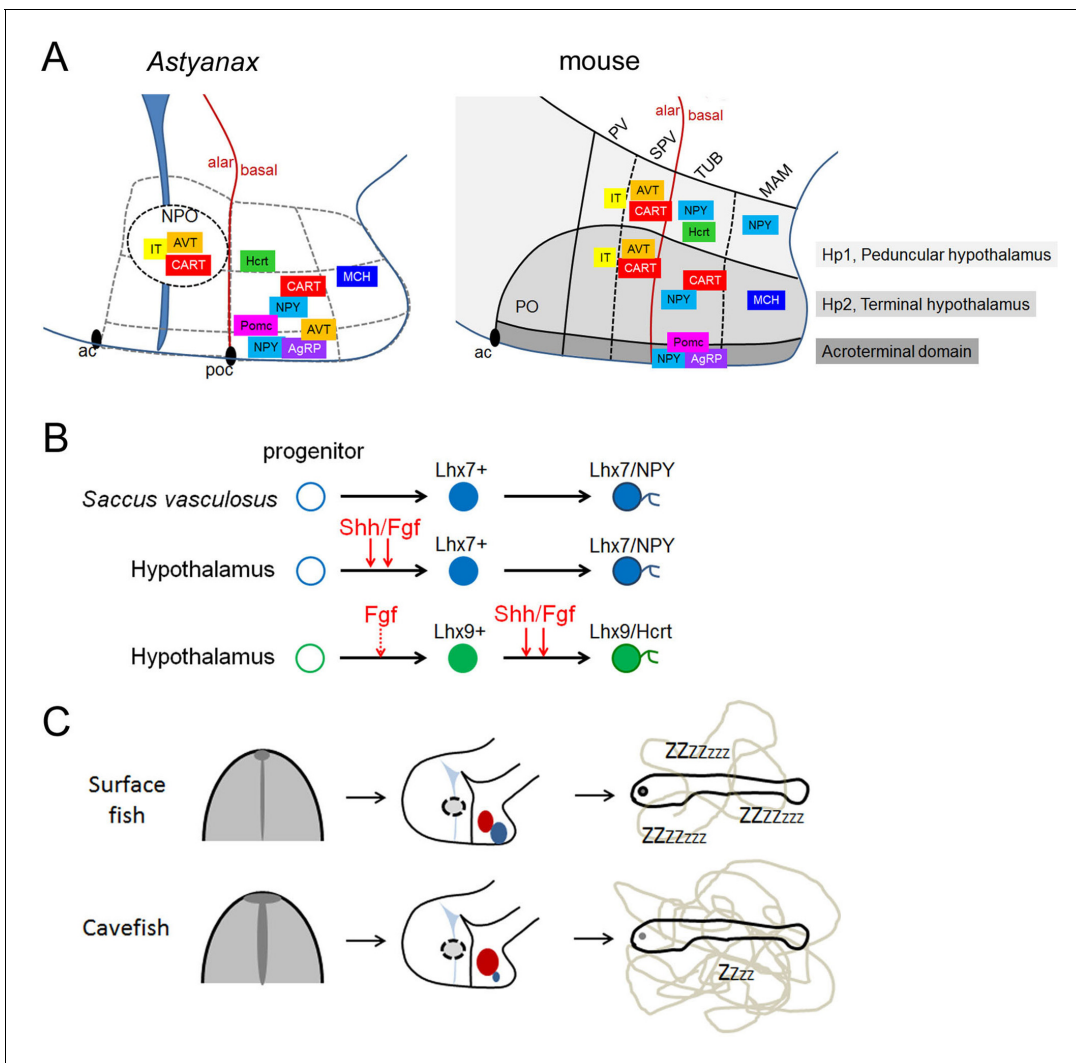 A
Astyanax
mouse
alar basal
NPO
IT
AVT
CART
Hcrt
MCH
CART
NPY
Pomc
AVT
NPY
AgRP
ac
poc
PV
SPV
alar basal
TUB
MAM
IT
AVT
CART
NPY
Hcrt
NPY
IT
AVT
CART
CART
NPY
MCH
PO
Pomc
NPY
AgRP
ac
Hp1, Peduncular hypothalamus
Hp2, Terminal hypothalamus
Acroterminal domain
B
progenitor
Saccus vasculosus
Lhx7+
Lhx7/NPY
Shh/Fgf
Hypothalamus
Lhx7+
Lhx7/NPY
Fgf
Shh/Fgf
Hypothalamus
Lhx9+
Lhx9/Hcrt
C
Surface
fish
ZZZZzzz
ZZZZzzz
ZZZZzzz
Cavefish
ZZzz